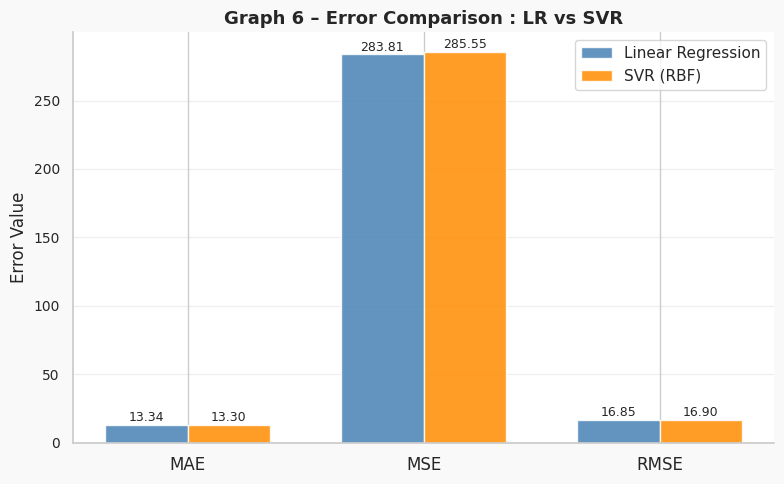 Graph 6 – Error Comparison : LR vs SVR
Linear Regression
SVR (RBF)
Error Value
250
200
150
100
50
0
13.34
13.30
283.81
285.55
16.85
16.90
MAE
MSE
RMSE